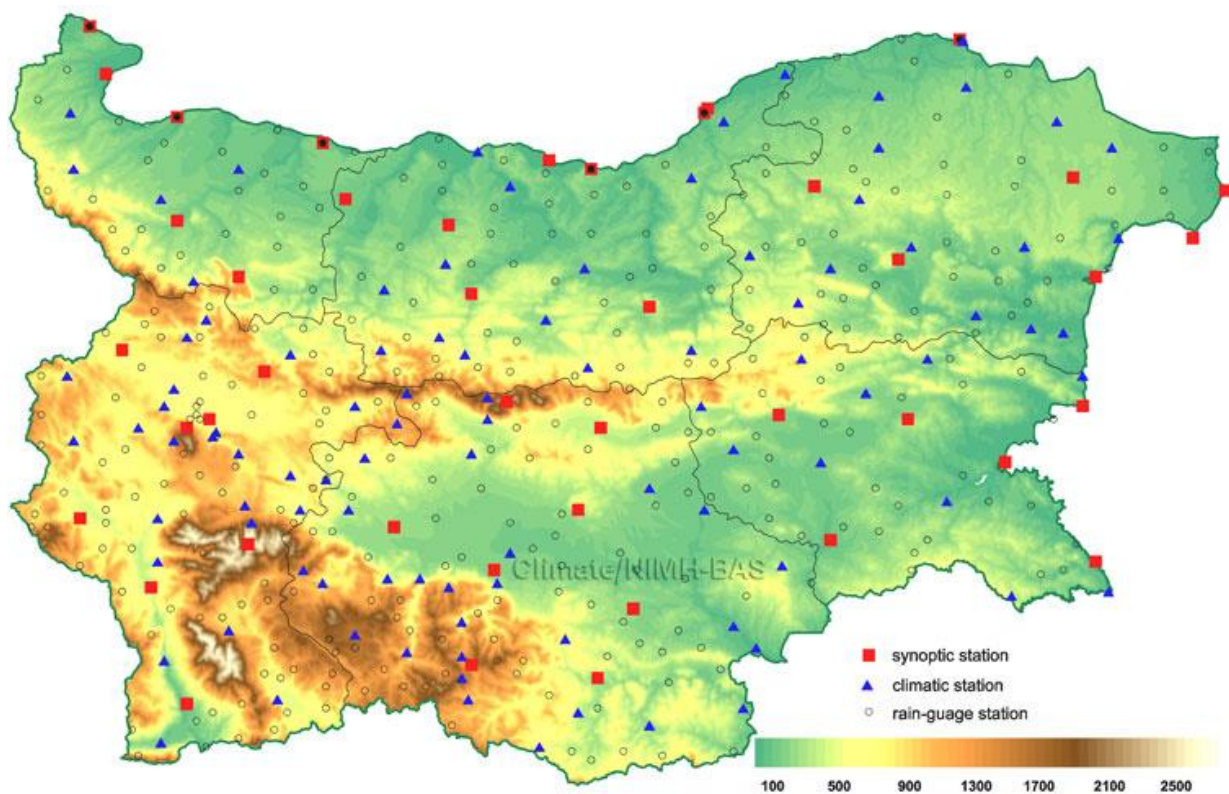 Climate/NIMH-BAS
synoptic station
climatic station
rain-guage station
100 500 900 1300 1700 2100 2500